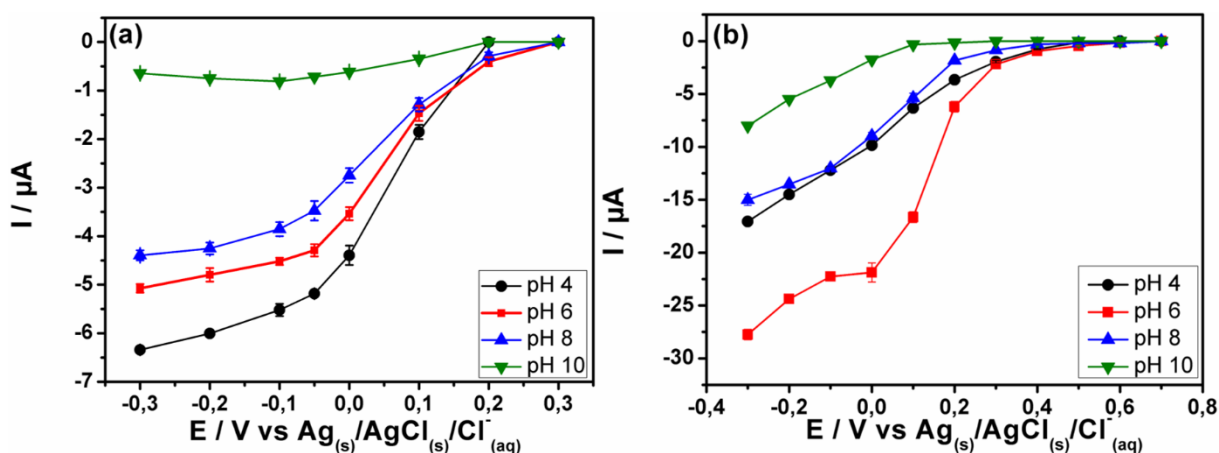 (a)
I / µA
0
-1
-2
-3
-4
-5
-6
-7
-0,3 -0,2 -0,1 0,0 0,1 0,2 0,3
E / V vs Ag(s)/AgCl(s)/Cl-(aq)
pH 4
pH 6
pH 8
pH 10
(b)
I / µA
0
-5
-10
-15
-20
-25
-30
-0,4 -0,2 0,0 0,2 0,4 0,6 0,8
E / V vs Ag(s)/AgCl(s)/Cl-(aq)
pH 4
pH 6
pH 8
pH 10